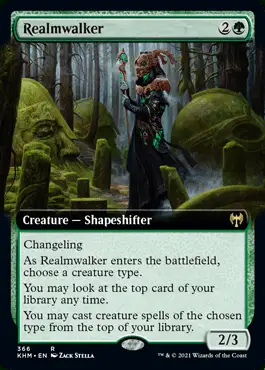 Realmwalker 2
Creature — Shapeshifter
Changeling
As Realmwalker enters the battlefield,
choose a creature type.
You may look at the top card of your
library any time.
You may cast creature spells of the chosen
type from the top of your library.
2/3
366 R
KHM • EN ZACK STELLA
™ & © 2021 Wizards of the Coast